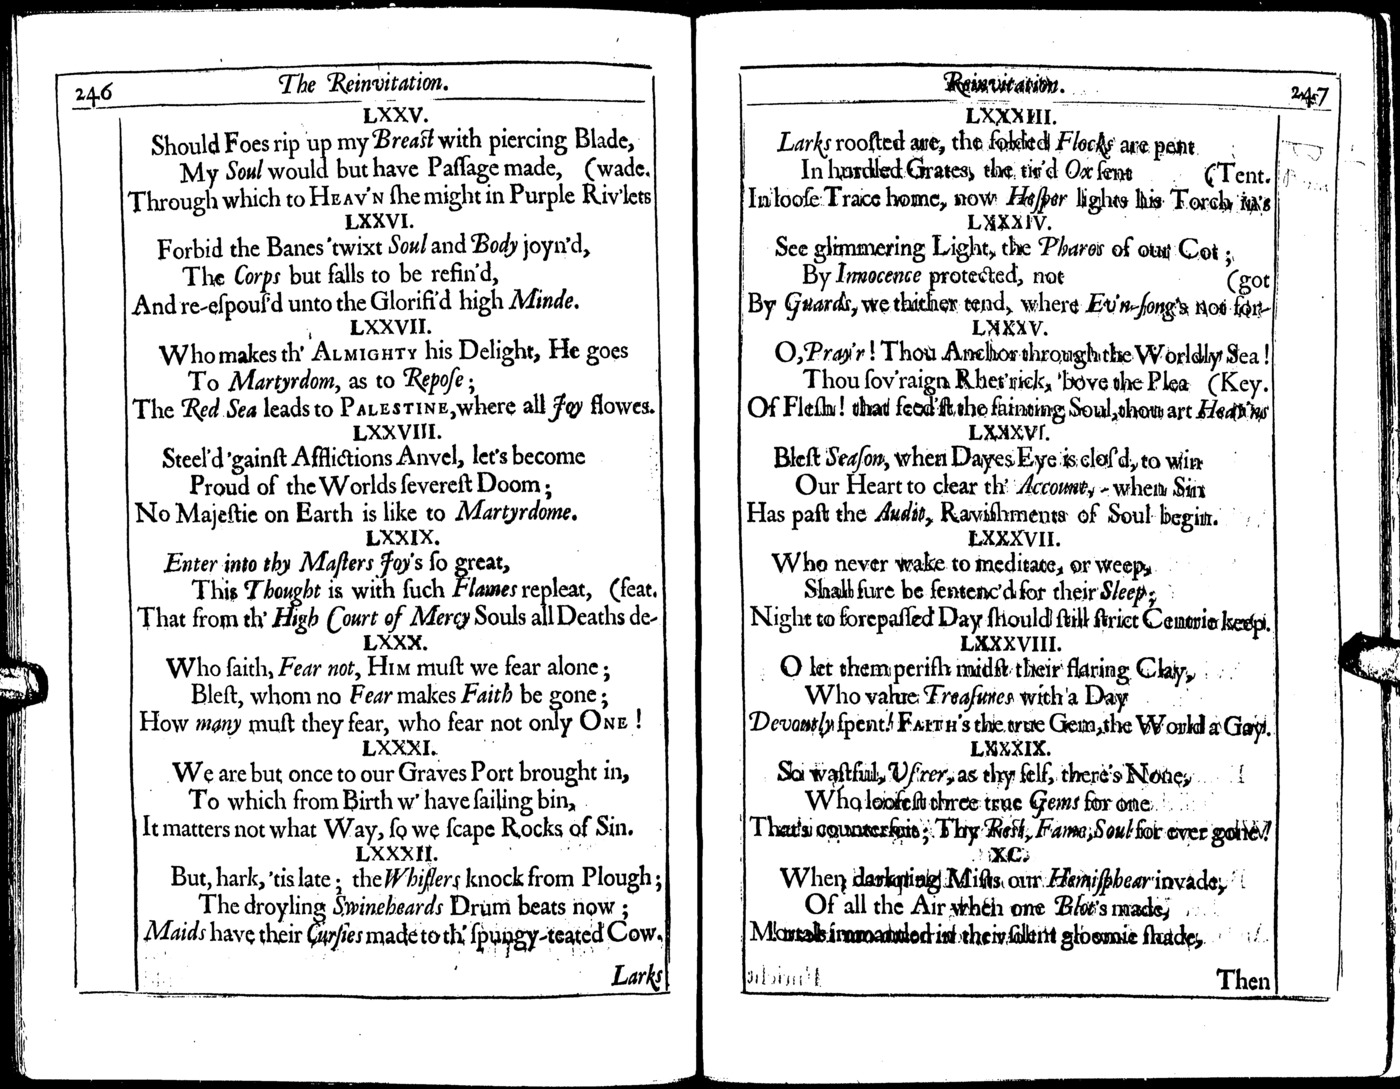 246 The Reinvitation.
LXXV.
Should Foes rip up my Breast with piercing Blade,
My Soul would but have Paſſage made, (wade.
Through which to HEAV'N ſhe might in Purple Riv'lets
LXXVI.
Forbid the Banes 'twixt Soul and Body joyn'd,
The Corps but falls to be refin'd,
And re-eſpouſ'd unto the Glorifi'd high Minde.
LXXVII.
Who makes th' ALMIGHTY his Delight, He goes
To Martyrdom, as to Repoſe;
The Red Sea leads to PALESTINE, where all Joy flowes.
LXXVIII.
Steel'd 'gainſt Afflictions Anvel, let's become
Proud of the Worlds ſevereſt Doom;
No Majeſtie on Earth is like to Martyrdome.
LXXIX.
Enter into thy Maſters Joy's ſo great,
This Thought is with ſuch Flames repleat, (feat.
That from th' High Court of Mercy Souls all Deaths de-
LXXX.
Who ſaith, Fear not, HIM muſt we fear alone;
Bleſt, whom no Fear makes Faith be gone;
How many muſt they fear, who fear not only ONE!
LXXXI.
We are but once to our Graves Port brought in,
To which from Birth w' have ſailing bin,
It matters not what Way, ſo we ſcape Rocks of Sin.
LXXXII.
But, hark, 'tis late; the Whiſlers knock from Plough;
The droyling Swineheards Drum beats now;
Maids have their Curſies made to th' ſpungy-teated Cow.
Larks
Reinvitation. 247
LXXXIII.
Larks rooſted are, the folded Flocks are pent
In hurdled Grates, the tir'd Ox ſent (Tent.
In looſe Trace home, now Heſper lights his Torch in's
LXXXIV.
See glimmering Light, the Pharos of our Cot;
By Innocence protected, not (got
By Guards, we thither tend, where Ev'n-ſong's not for-
LXXXV.
O, Pray'r! Thou Anchor through the Worldly Sea!
Thou ſov'raign Rhet'rick, 'bove the Plea (Key.
Of Fleſh! that feed'ſt the fainting Soul, thou art Heav'ns
LXXXVI.
Bleſt Seaſon, when Dayes Eye is cloſ'd, to win
Our Heart to clear th' Account, when Sin
Has paſt the Audit, Raviſhments of Soul begin.
LXXXVII.
Who never wake to meditate, or weep,
Shall ſure be ſentenc'd for their Sleep;
Night to forepaſſed Day ſhould ſtill ſtrict Centrie keep.
LXXXVIII.
O let them periſh midſt their flaring Clay,
Who value Treaſures with a Day
Devoutly ſpent! FAITH's the true Gem, the World a Gay.
LXXXIX.
So waſtful, Uſrer, as thy ſelf, there's None,
Who looſeſt three true Gems for one
That's counterfeit; Thy Reſt, Fame, Soul for ever gone!
XC.
When darkning Miſts our Hemiſphear invade,
Of all the Air when one Blot's made,
Mortals immantled in their ſilent gloomie ſhade,
Then